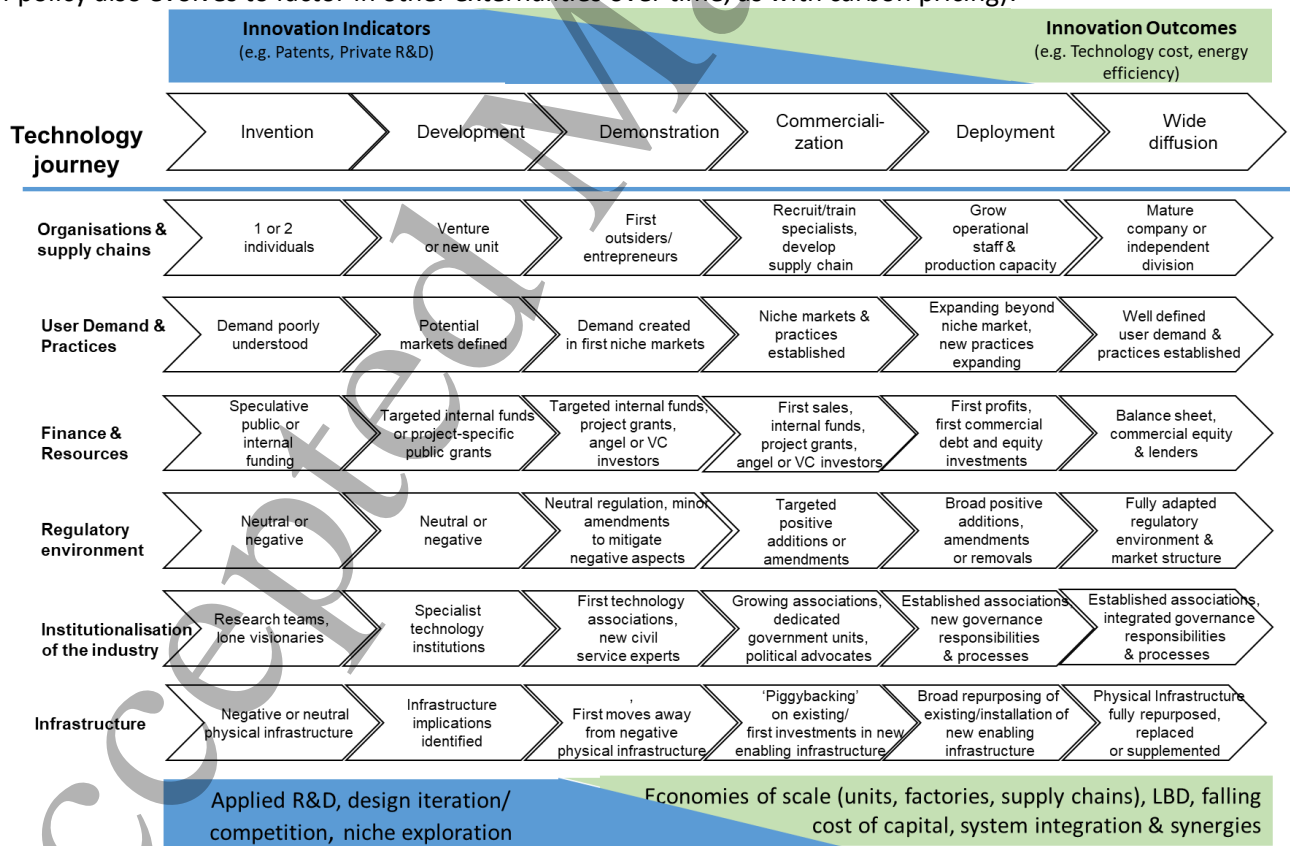 policy also evolves to factor in other externalities over time, as with carbon pricing).
Innovation Indicators
(e.g. Patents, Private R&D)
Innovation Outcomes
(e.g. Technology cost, energy
efficiency)
Technology
journey
Invention
Development
Demonstration
Commerciali-
zation
Deployment
Wide
diffusion
Organisations &
supply chains
1 or 2
individuals
Venture
or new unit
First
outsiders/
entrepreneurs
Recruit/train
specialists,
develop
supply chain
Grow
operational
staff &
production capacity
Mature
company or
independent
division
User Demand &
Practices
Demand poorly
understood
Potential
markets defined
Demand created
in first niche markets
Niche markets &
practices
established
Expanding beyond
niche market,
new practices
expanding
Well defined
user demand &
practices established
Finance &
Resources
Speculative
public or
internal
funding
Targeted internal funds
or project-specific
public grants
Targeted internal funds,
project grants,
angel or VC
investors
First sales,
internal funds,
project grants,
angel or VC investors
First profits,
first commercial
debt and equity
investments
Balance sheet,
commercial equity
& lenders
Regulatory
environment
Neutral or
negative
Neutral or
negative
Neutral regulation, minor
amendments
to mitigate
negative aspects
Targeted
positive
additions or
amendments
Broad positive
additions,
amendments
or removals
Fully adapted
regulatory
environment &
market structure
Institutionalisation
of the industry
Research teams,
lone visionaries
Specialist
technology
institutions
First technology
associations,
new civil
service experts
Growing associations,
dedicated
government units,
political advocates
Established associations
new governance
responsibilities
& processes
Established associations,
integrated governance
responsibilities
& processes
Infrastructure
Negative or neutral
physical infrastructure
Infrastructure
implications
identified
,
First moves away
from negative
physical infrastructure
'Piggybacking'
on existing/
first investments in new
enabling infrastructure
Broad repurposing of
existing/installation of
new enabling
infrastructure
Physical Infrastructure
fully repurposed,
replaced
or supplemented
Applied R&D, design iteration/
competition, niche exploration
Economies of scale (units, factories, supply chains), LBD, falling
cost of capital, system integration & synergies
ccepted M